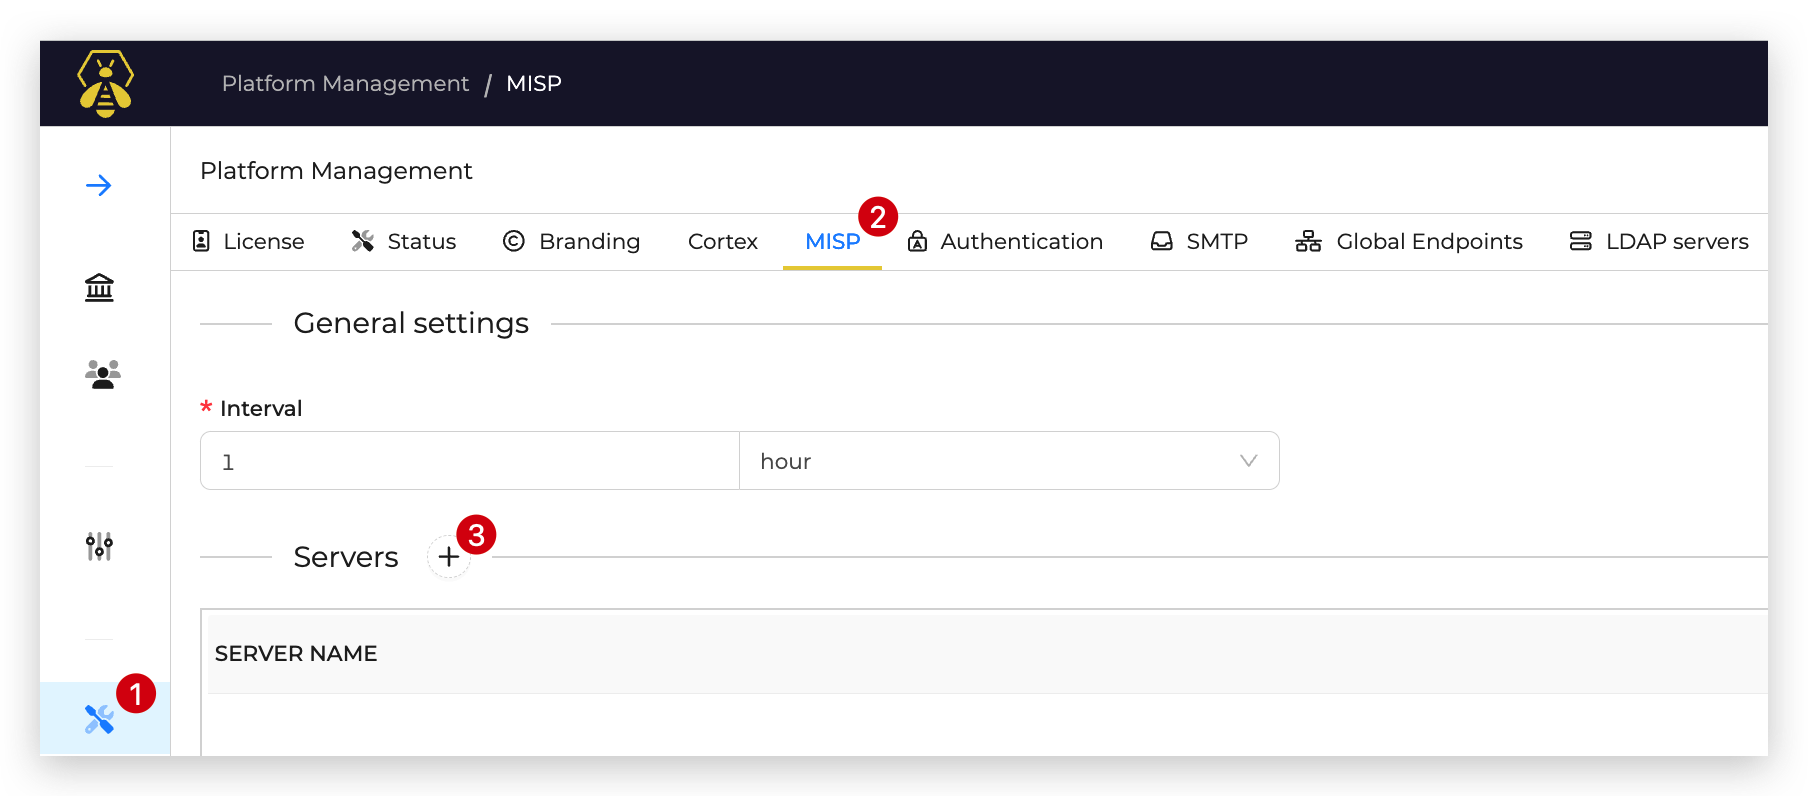 Platform Management / MISP
Platform Management
2
License Status Branding Cortex MISP Authentication SMTP Global Endpoints LDAP servers
General settings
* Interval
1 hour
3
Servers +
SERVER NAME
1